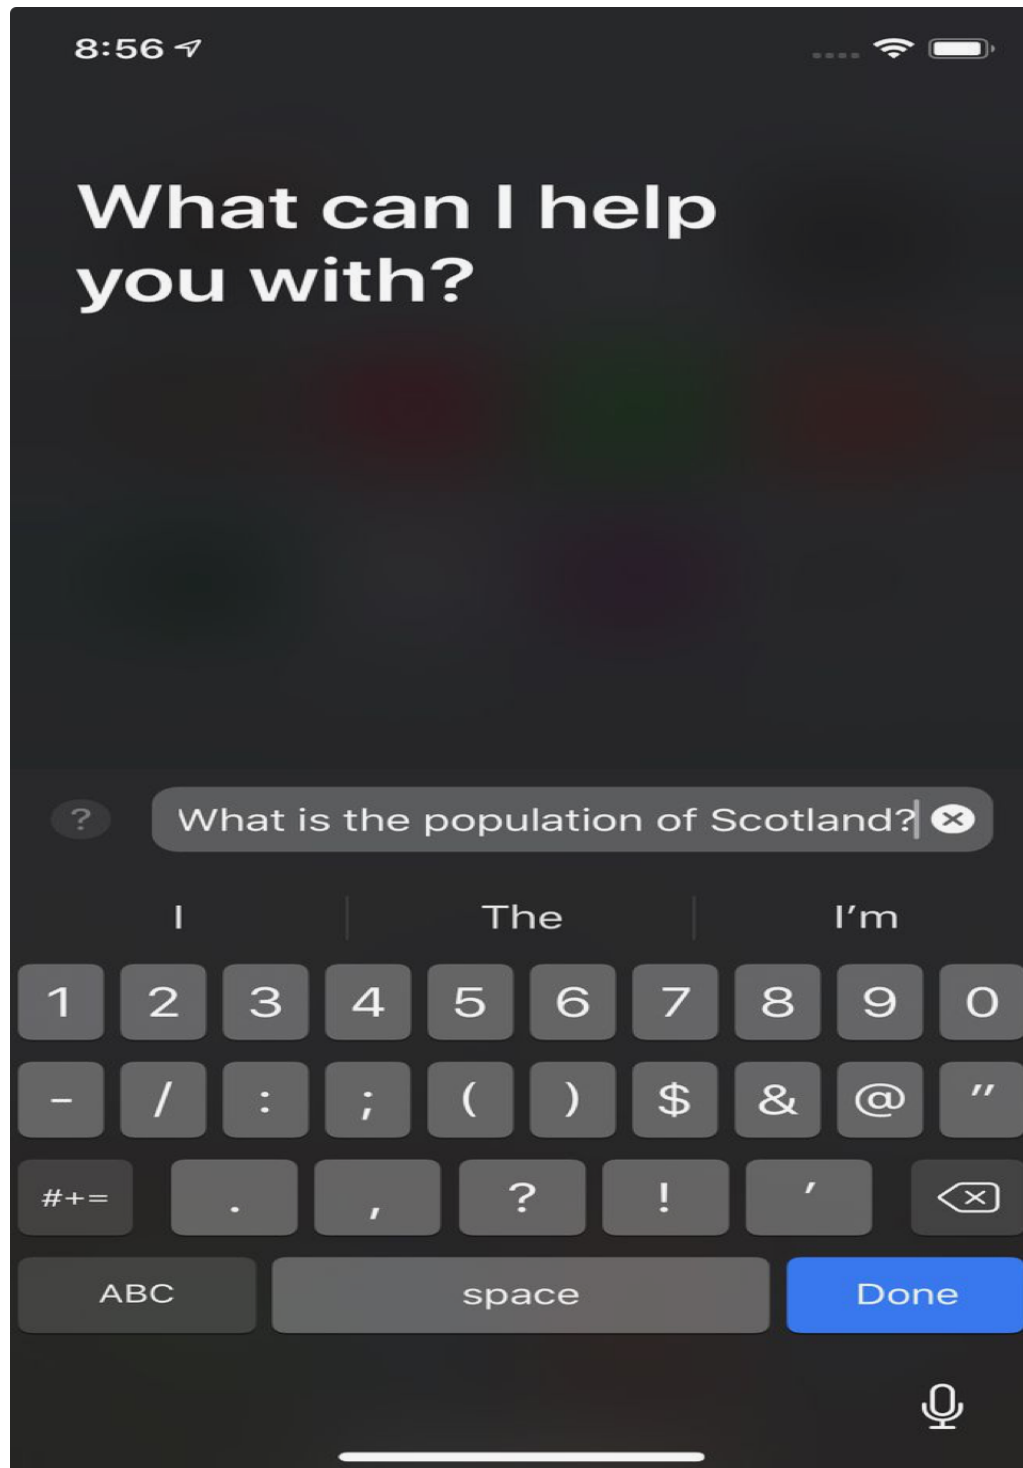 8:56
What can I help
you with?
? What is the population of Scotland?
I The I’m
1 2 3 4 5 6 7 8 9 0
- / : ; ( ) $ & @ "
#+= . , ? ! '
ABC space Done